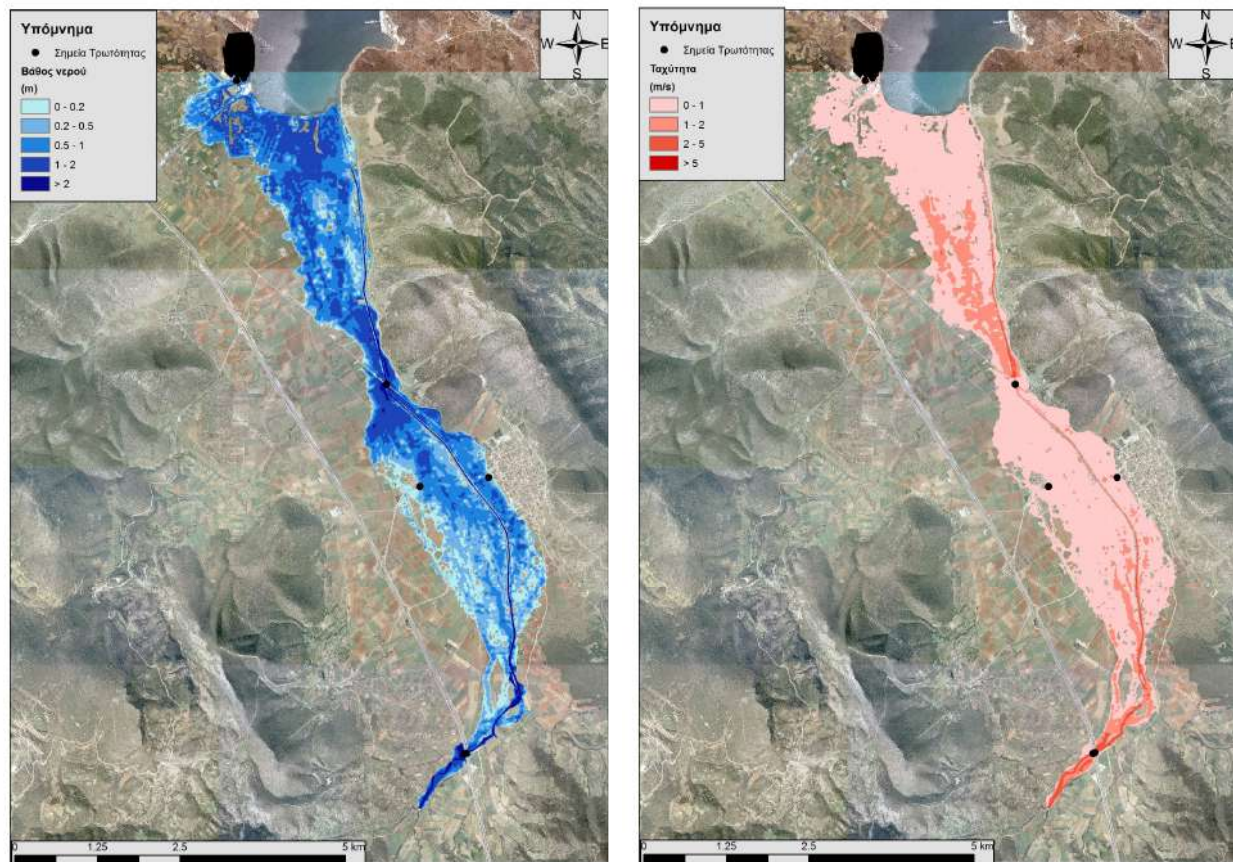 Υπόμνημα
Σημεία Τρωτότητας
Βάθος νερού
(m)
0 - 0.2
0.2 - 0.5
0.5 - 1
1 - 2
> 2
N
W E
S
0 1.25 2.5 5 km
Υπόμνημα
Σημεία Τρωτότητας
Ταχύτητα
(m/s)
0 - 1
1 - 2
2 - 5
> 5
N
W E
S
0 1.25 2.5 5 km